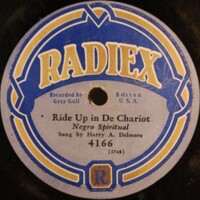 RADIEX
Recorded by Boston
Grey Gull U.S.A.
Ride Up in De Chariot
Negro Spiritual
Sung by Harry A. Delmore
4166
R